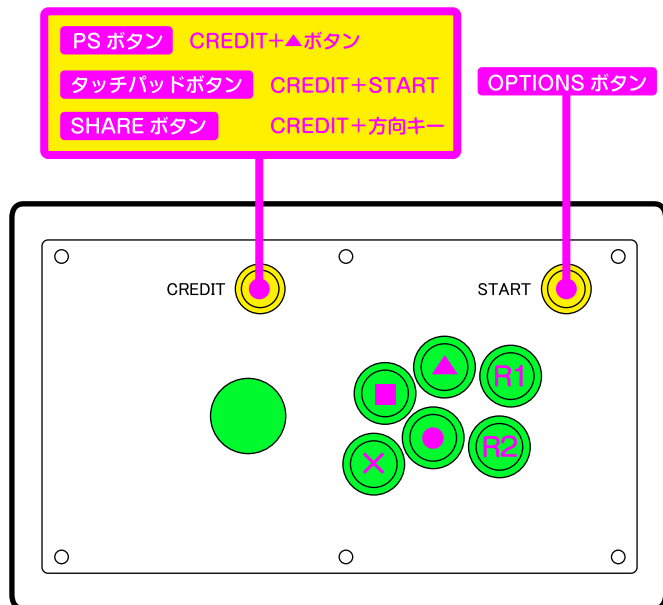 PS ボタン CREDIT+▲ボタン
タッチパッドボタン CREDIT+START
SHARE ボタン CREDIT+方向キー
OPTIONS ボタン
CREDIT
START
▲
R1
■
●
R2
×